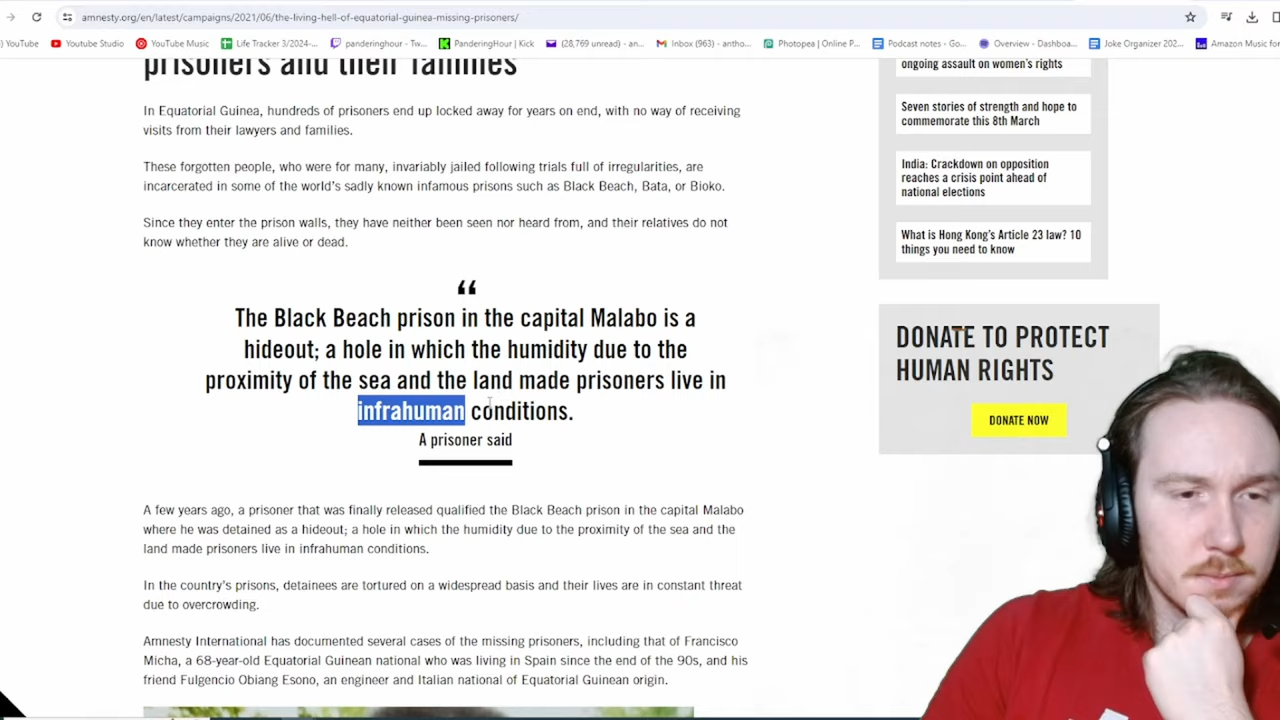 amnesty.org/en/latest/campaigns/2021/06/the-living-hell-of-equatorial-guinea-missing-prisoners/
) YouTube
YouTube Studio
YouTube Music
Life Tracker 3/2024-...
panderinghour - Tw...
PanderingHour | Kick
(28,769 unread) - an...
Inbox (963) - antho...
Photopea | Online P...
Podcast notes - Go...
Overview - Dashboa...
Joke Organizer 202...
Amazon Music for
prisoners and their families
In Equatorial Guinea, hundreds of prisoners end up locked away for years on end, with no way of receiving
visits from their lawyers and families.
These forgotten people, who were for many, invariably jailed following trials full of irregularities, are
incarcerated in some of the world's sadly known infamous prisons such as Black Beach, Bata, or Bioko.
Since they enter the prison walls, they have neither been seen nor heard from, and their relatives do not
know whether they are alive or dead.
“
The Black Beach prison in the capital Malabo is a
hideout; a hole in which the humidity due to the
proximity of the sea and the land made prisoners live in
infrahuman conditions.
A prisoner said
A few years ago, a prisoner that was finally released qualified the Black Beach prison in the capital Malabo
where he was detained as a hideout; a hole in which the humidity due to the proximity of the sea and the
land made prisoners live in infrahuman conditions.
In the country's prisons, detainees are tortured on a widespread basis and their lives are in constant threat
due to overcrowding.
Amnesty International has documented several cases of the missing prisoners, including that of Francisco
Micha, a 68-year-old Equatorial Guinean national who was living in Spain since the end of the 90s, and his
friend Fulgencio Obiang Esono, an engineer and Italian national of Equatorial Guinean origin.
ongoing assault on women's rights
Seven stories of strength and hope to
commemorate this 8th March
India: Crackdown on opposition
reaches a crisis point ahead of
national elections
What is Hong Kong's Article 23 law? 10
things you need to know
DONATE TO PROTECT
HUMAN RIGHTS
DONATE NOW